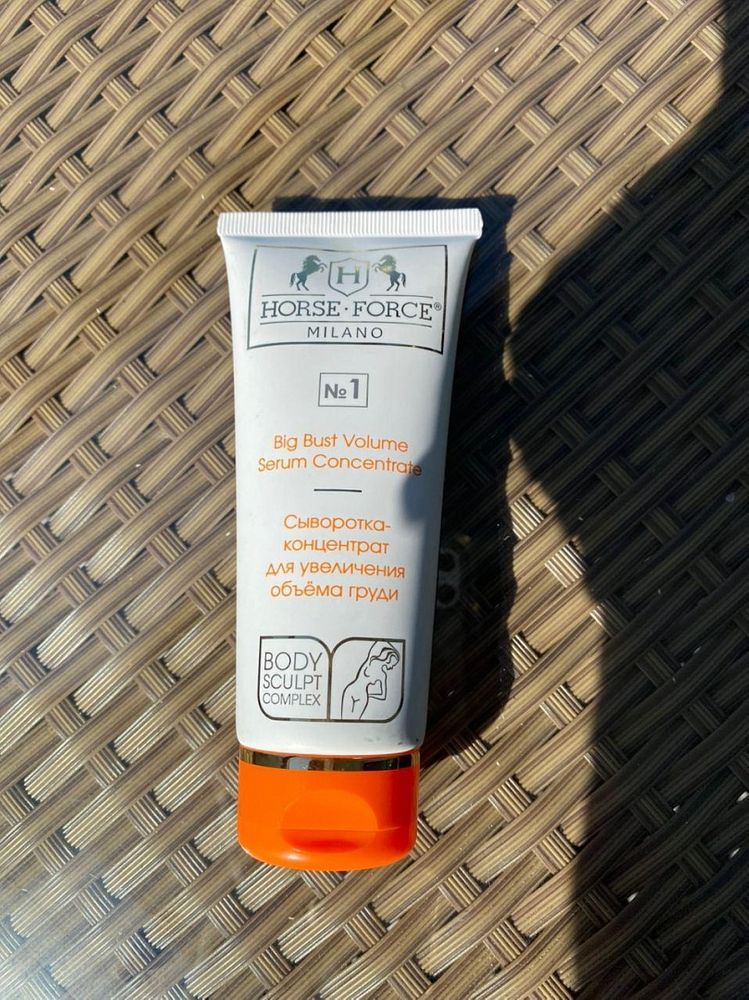 H
HORSE·FORCE®
MILANO
№1
Big Bust Volume
Serum Concentrate
Сыворотка-
концентрат
для увеличения
объёма груди
BODY
SCULPT
COMPLEX